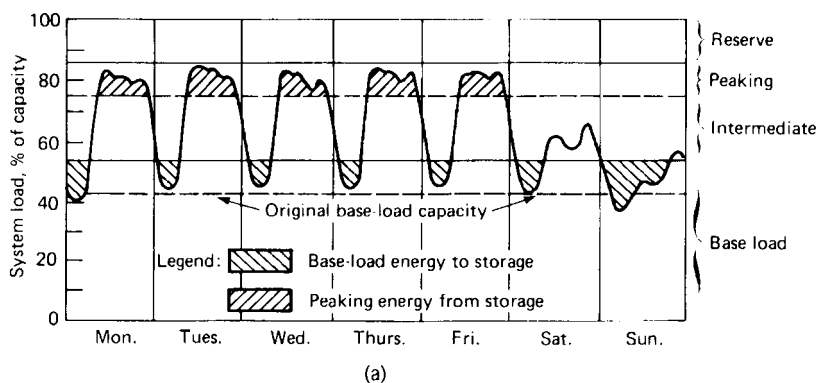 100
80
60
40
20
0
System load, % of capacity
Reserve
Peaking
Intermediate
Base load
Original base-load capacity
Legend:
Base-load energy to storage
Peaking energy from storage
Mon. Tues. Wed. Thurs. Fri. Sat. Sun.
(a)